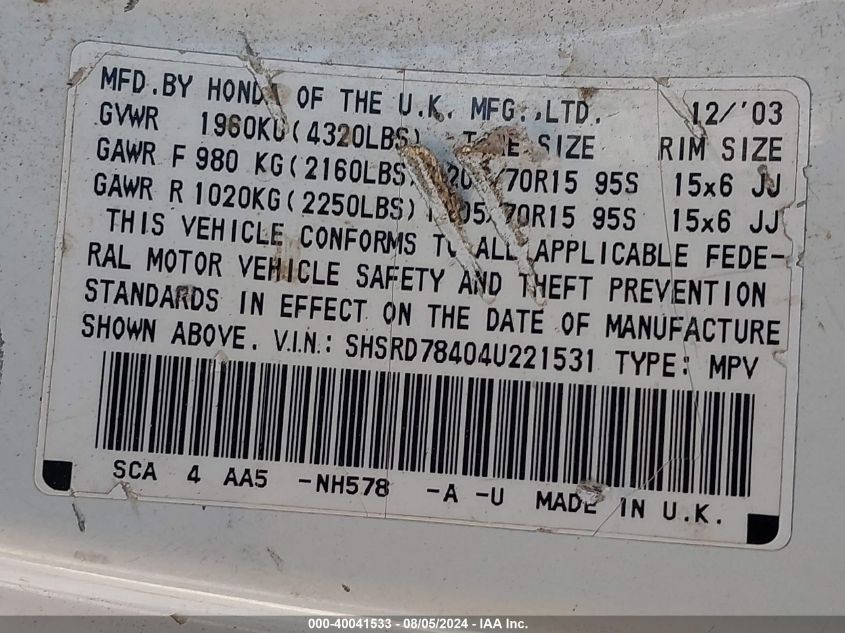 MFD.BY HONDA OF THE U.K. MFG.,LTD. 12/'03
GVWR 1960KG(4320LBS) SIZE RIM SIZE
GAWR F 980 KG(2160LBS) /70R15 95S 15x6 JJ
GAWR R 1020KG(2250LBS) 70R15 95S 15x6 JJ
THIS VEHICLE CONFORMS TO ALL APPLICABLE FEDE-
RAL MOTOR VEHICLE SAFETY AND THEFT PREVENTION
STANDARDS IN EFFECT ON THE DATE OF MANUFACTURE
SHOWN ABOVE. V.I.N.: SHSRD78404U221531 TYPE: MPV
SCA 4 AA5 -NH578 -A -U MADE IN U.K.
000-40041533 - 08/05/2024 - IAA Inc.